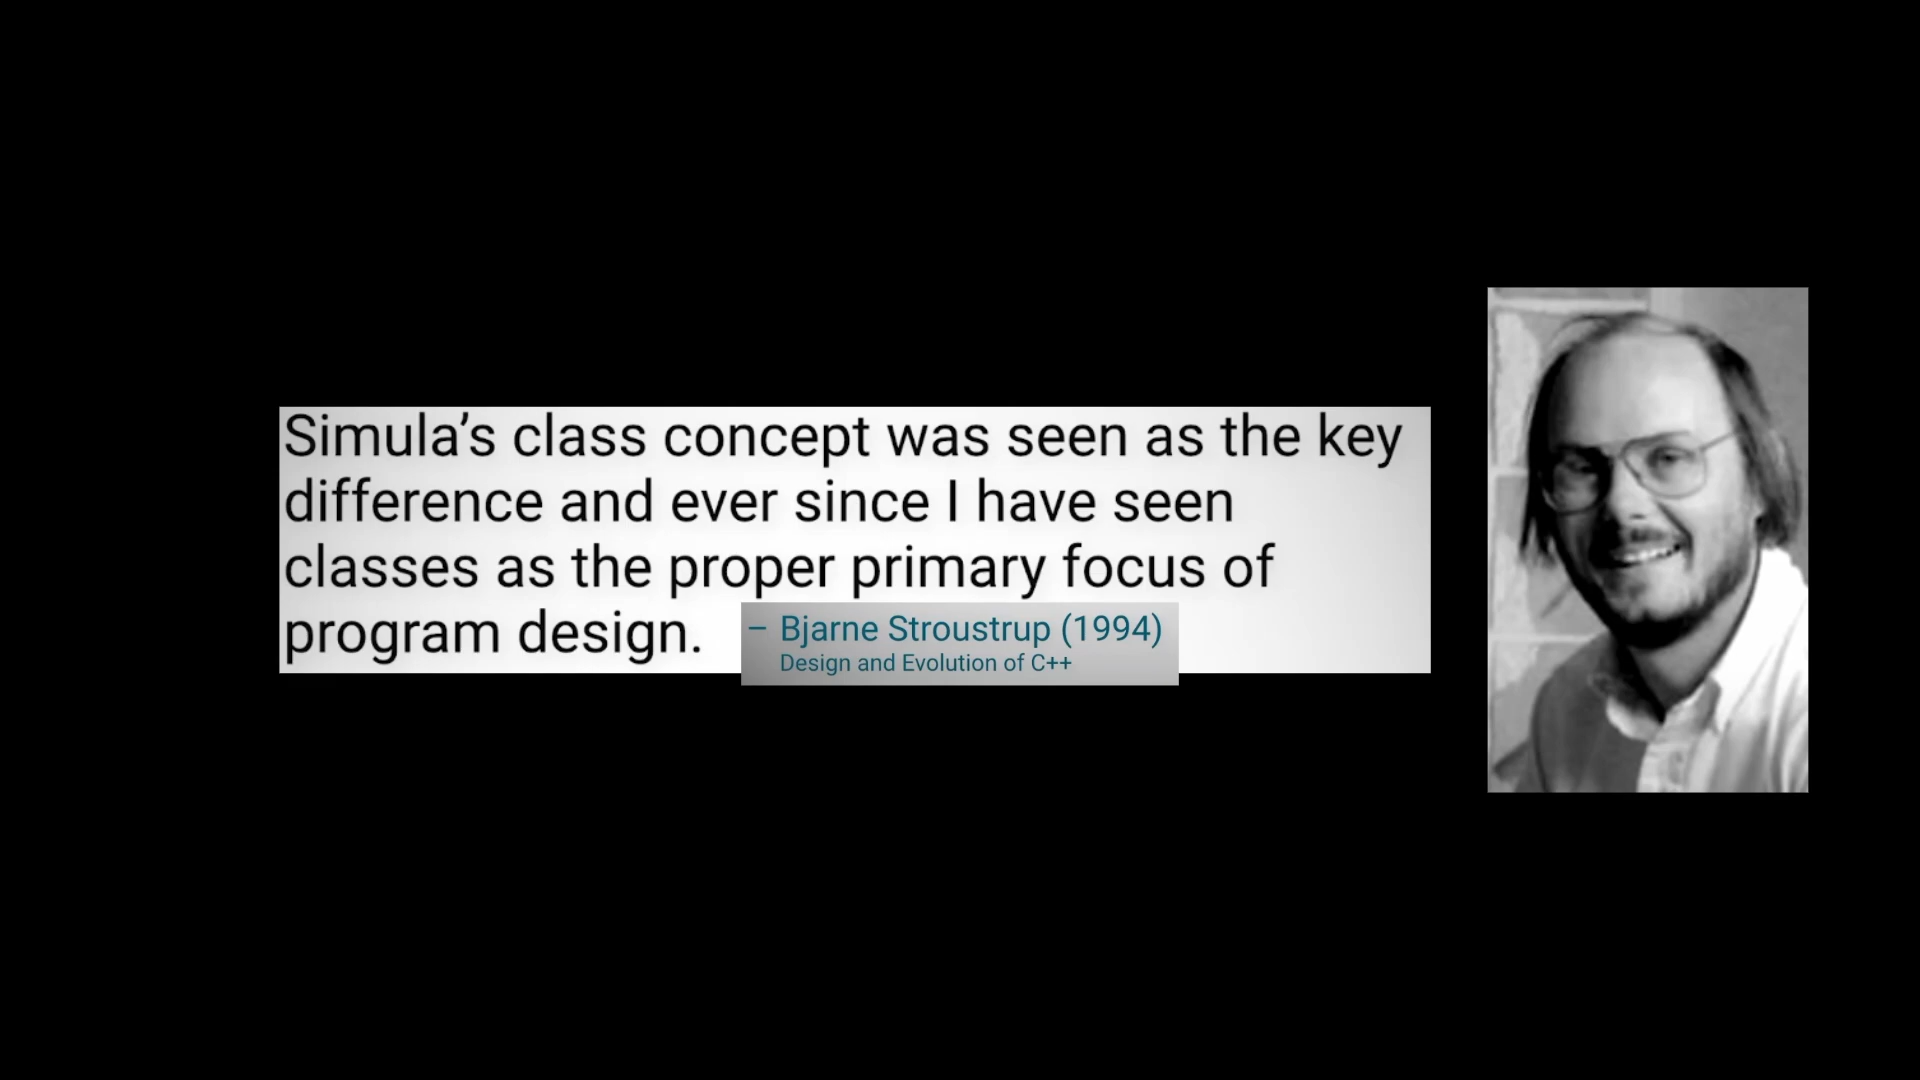 Simula’s class concept was seen as the key
difference and ever since I have seen
classes as the proper primary focus of
program design.
– Bjarne Stroustrup (1994)
Design and Evolution of C++